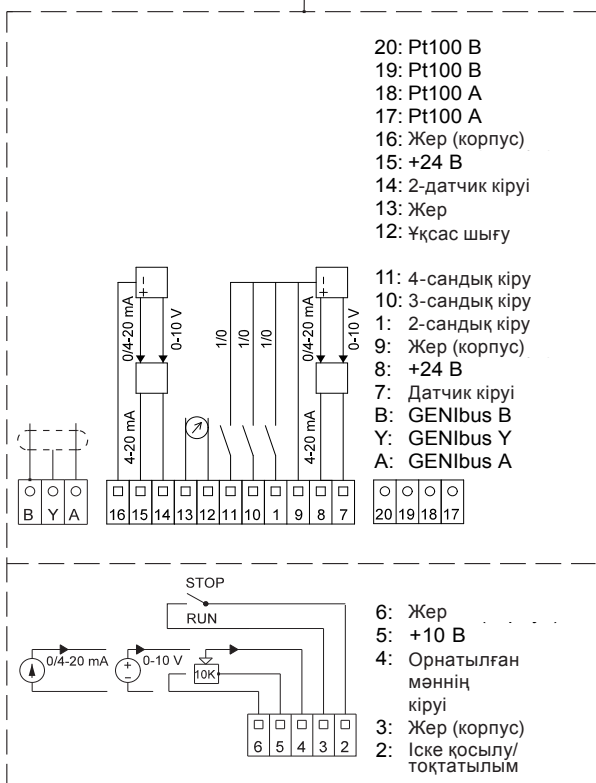 20: Pt100 B
19: Pt100 B
18: Pt100 A
17: Pt100 A
16: Жер (корпус)
15: +24 В
14: 2-датчик кіруі
13: Жер
12: Ұқсас шығу
11: 4-сандық кіру
10: 3-сандық кіру
1: 2-сандық кіру
9: Жер (корпус)
8: +24 В
7: Датчик кіруі
B: GENIbus B
Y: GENIbus Y
A: GENIbus A
0/4-20 mA
0-10 V
4-20 mA
1/0
1/0
1/0
0/4-20 mA
0-10 V
4-20 mA
B Y A
16 15 14 13 12 11 10 1 9 8 7
20 19 18 17
STOP
RUN
0/4-20 mA
0-10 V
10K
6 5 4 3 2
6: Жер
5: +10 В
4: Орнатылған
мәннің
кіруі
3: Жер (корпус)
2: Іске қосылу/
тоқтатылым